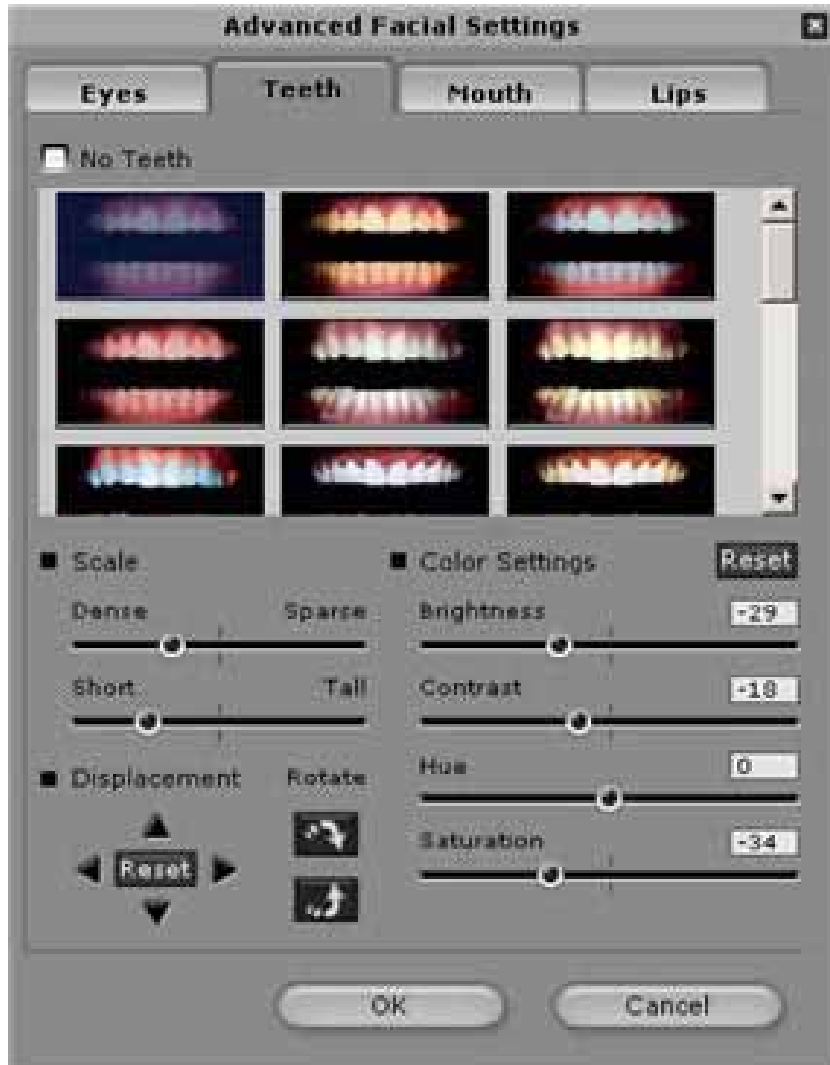 Advanced Facial Settings
Eyes Teeth Mouth Lips
No Teeth
Scale
Dense Sparse
Short Tall
Displacement Rotate
Reset
Color Settings Reset
Brightness -29
Contrast -18
Hue 0
Saturation -34
OK Cancel